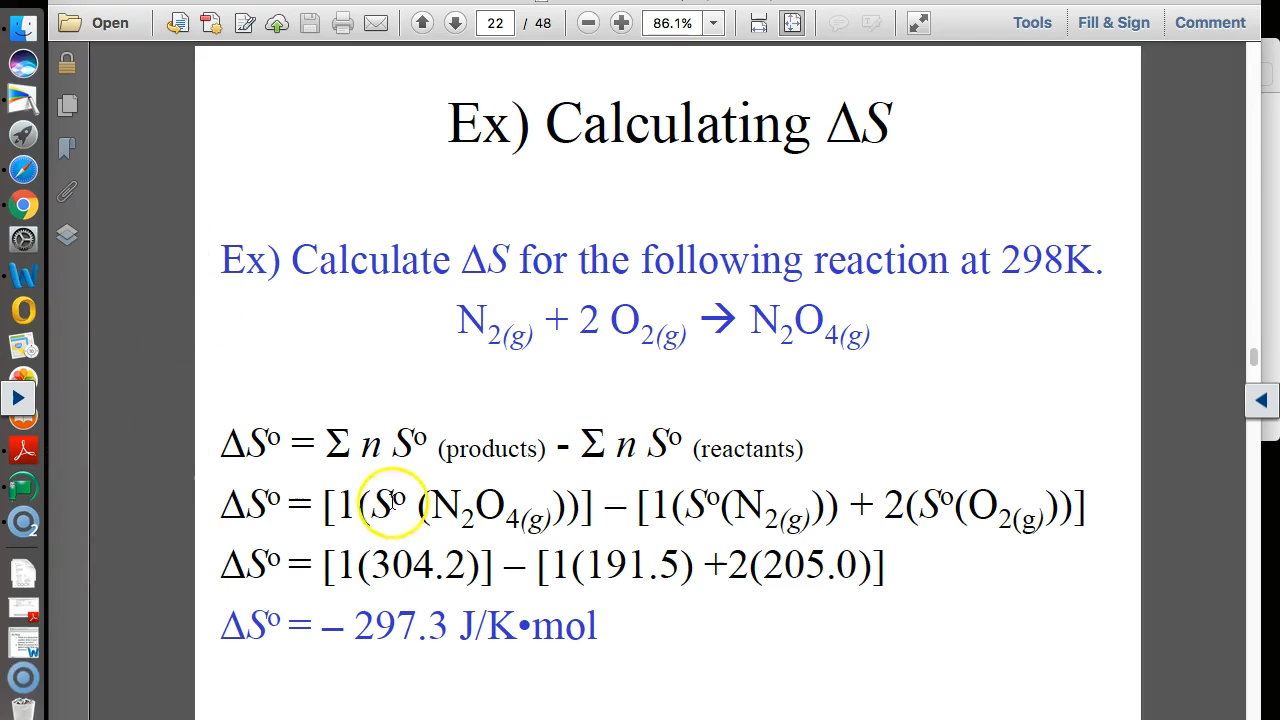 Open 22 / 48 86.1% Tools Fill & Sign Comment
Ex) Calculating ΔS
Ex) Calculate ΔS for the following reaction at 298K.
N₂(g) + 2 O₂(g) → N₂O₄(g)
ΔSº = Σ n Sº (products) - Σ n Sº (reactants)
ΔSº = [1(Sº (N₂O₄(g)))] – [1(Sº(N₂(g))) + 2(Sº(O₂(g)))]
ΔSº = [1(304.2)] – [1(191.5) +2(205.0)]
ΔSº = – 297.3 J/K•mol